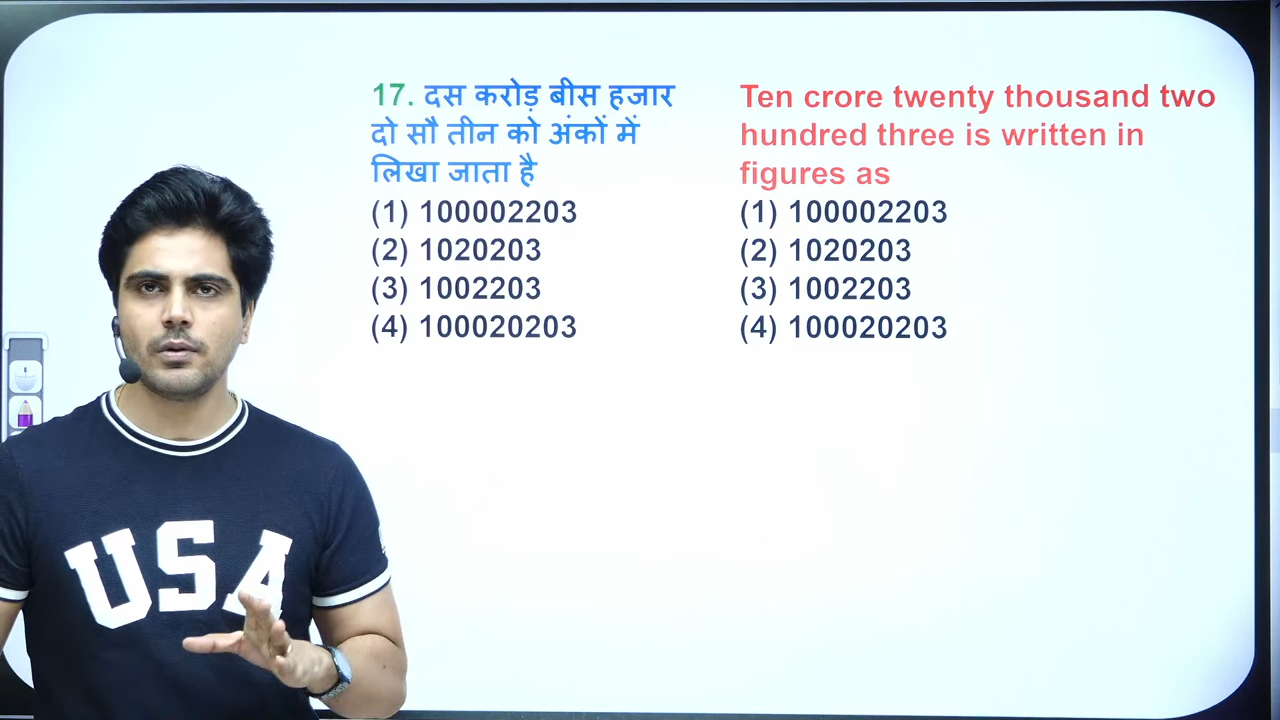 17. दस करोड़ बीस हजार
दो सौ तीन को अंकों में
लिखा जाता है
(1) 100002203
(2) 1020203
(3) 1002203
(4) 100020203
Ten crore twenty thousand two
hundred three is written in
figures as
(1) 100002203
(2) 1020203
(3) 1002203
(4) 100020203
USA